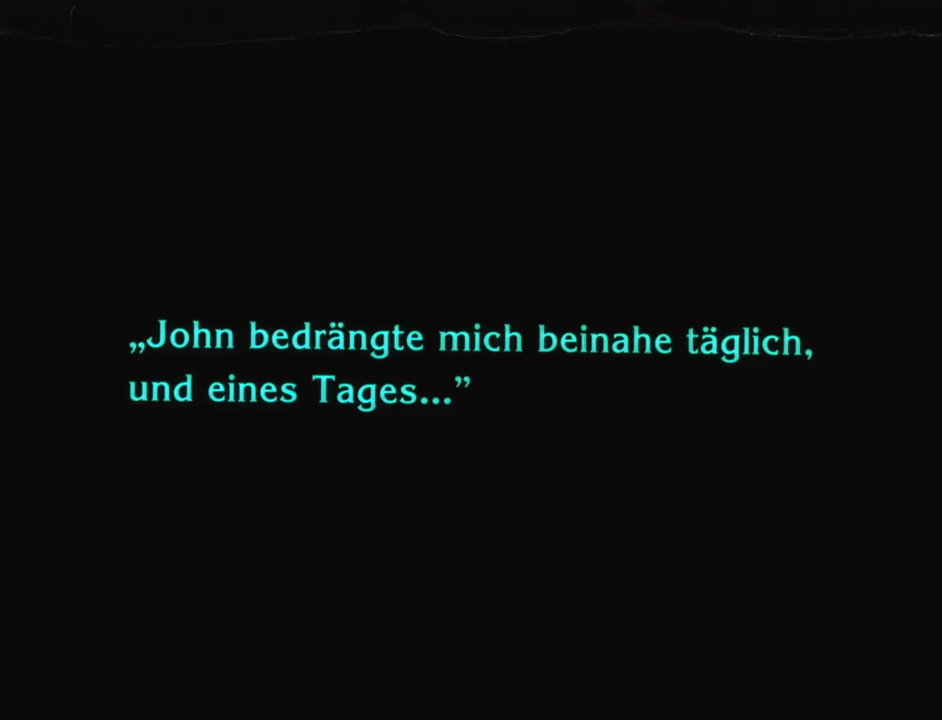 „John bedrängte mich beinahe täglich,
und eines Tages...”